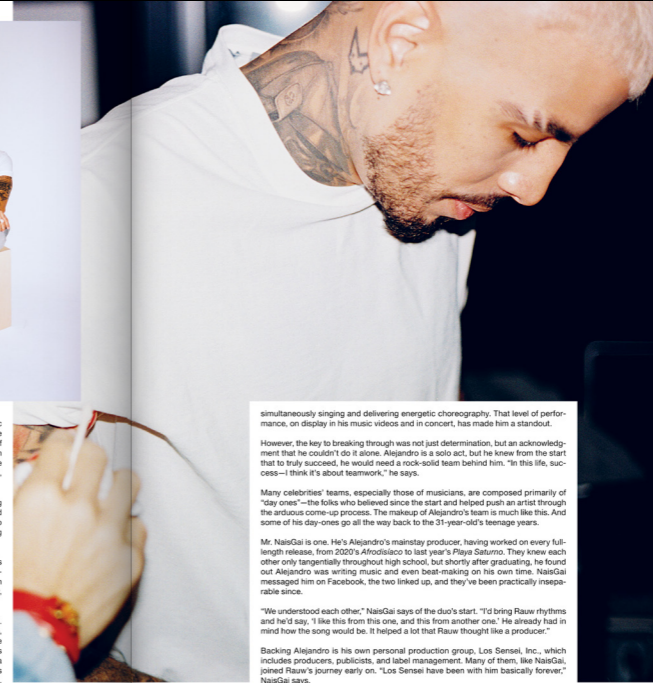 simultaneously singing and delivering energetic choreography. That level of perfor-
mance, on display in his music videos and in concert, has made him a standout.
However, the key to breaking through was not just determination, but an acknowledg-
ment that he couldn't do it alone. Alejandro is a solo act, but he knew from the start
that to truly succeed, he would need a rock-solid team behind him. “In this life, suc-
cess—I think it's about teamwork,” he says.
Many celebrities' teams, especially those of musicians, are composed primarily of
“day ones”—the folks who believed since the start and helped push an artist through
the arduous come-up process. The makeup of Alejandro's team is much like this. And
some of his day-ones go all the way back to the 31-year-old's teenage years.
Mr. NaisGai is one. He's Alejandro's mainstay producer, having worked on every full-
length release, from 2020's Afrodisíaco to last year's Playa Saturno. They knew each
other only tangentially throughout high school, but shortly after graduating, he found
out Alejandro was writing music and even beat-making on his own time. NaisGai
messaged him on Facebook, the two linked up, and they've been practically insepa-
rable since.
“We understood each other,” NaisGai says of the duo's start. “I'd bring Rauw rhythms
and he'd say, ‘I like this from this one, and this from another one.’ He already had in
mind how the song would be. It helped a lot that Rauw thought like a producer.”
Backing Alejandro is his own personal production group, Los Sensei, Inc., which
includes producers, publicists, and label management. Many of them, like NaisGai,
joined Rauw's journey early on. “Los Sensei have been with him basically forever,”
NaisGai says.